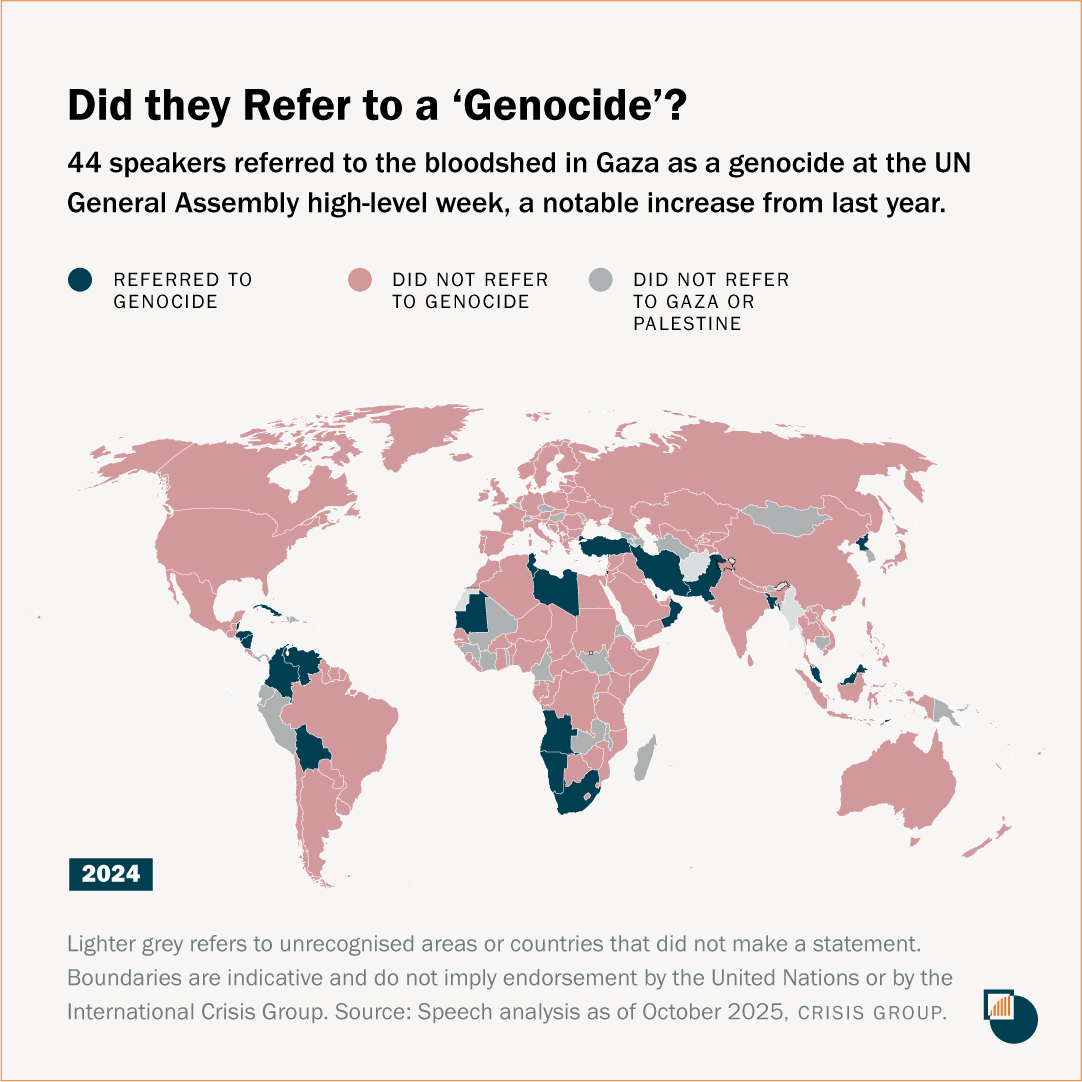 Did they Refer to a ‘Genocide’?
44 speakers referred to the bloodshed in Gaza as a genocide at the UN
General Assembly high-level week, a notable increase from last year.
REFERRED TO
GENOCIDE
DID NOT REFER
TO GENOCIDE
DID NOT REFER
TO GAZA OR
PALESTINE
2024
Lighter grey refers to unrecognised areas or countries that did not make a statement.
Boundaries are indicative and do not imply endorsement by the United Nations or by the
International Crisis Group. Source: Speech analysis as of October 2025, CRISIS GROUP.